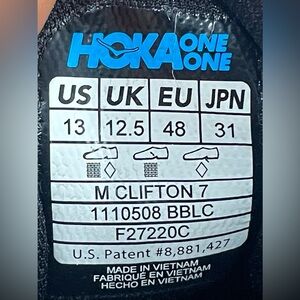 HOKA ONE ONE
US UK EU JPN
13 12.5 48 31
M CLIFTON 7
1110508 BBLC
F27220C
U.S. Patent #8,881,427
MADE IN VIETNAM
FABRIQUÉ EN VIETNAM
HECHO EN VIETNAM